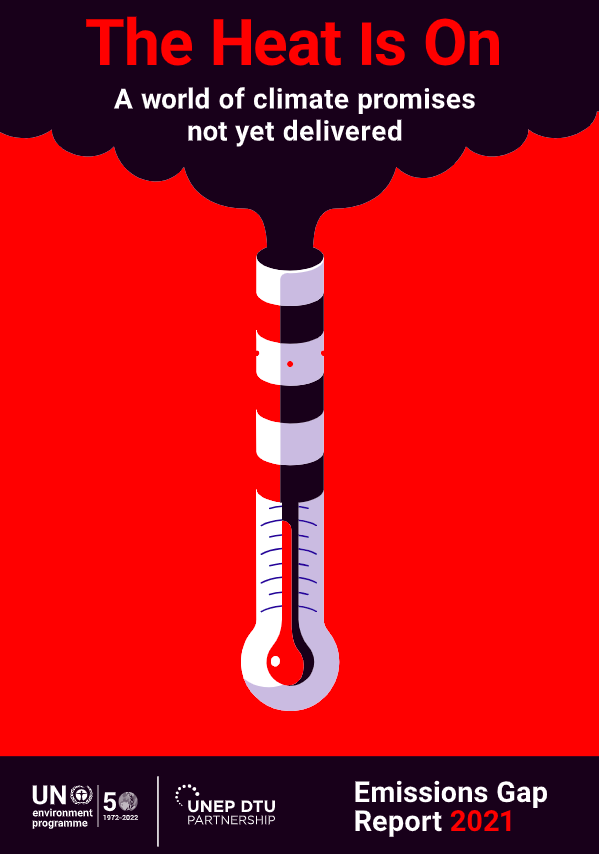 The Heat Is On
A world of climate promises
not yet delivered
UN
environment
programme
50
1972-2022
UNEP DTU
PARTNERSHIP
Emissions Gap
Report 2021